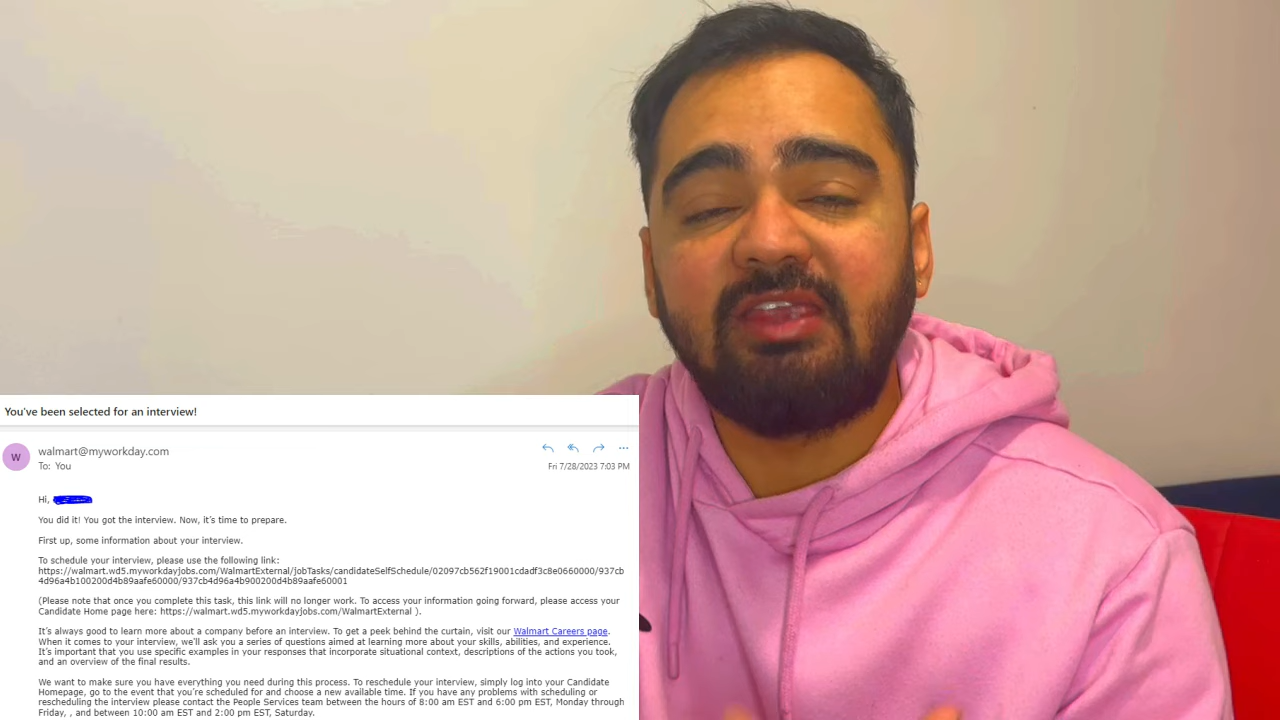 You've been selected for an interview!
W
walmart@myworkday.com
To: You
Fri 7/28/2023 7:03 PM
Hi,
You did it! You got the interview. Now, it's time to prepare.
First up, some information about your interview.
To schedule your interview, please use the following link:
https://walmart.wd5.myworkdayjobs.com/WalmartExternal/jobTasks/candidateSelfSchedule/02097cb562f19001cdadf3c8e0660000/937cb
4d96a4b100200d4b89aafe60000/937cb4d96a4b900200d4b89aafe60001
(Please note that once you complete this task, this link will no longer work. To access your information going forward, please access your
Candidate Home page here: https://walmart.wd5.myworkdayjobs.com/WalmartExternal ).
It's always good to learn more about a company before an interview. To get a peek behind the curtain, visit our Walmart Careers page.
When it comes to your interview, we'll ask you a series of questions aimed at learning more about your skills, abilities, and experience.
It's important that you use specific examples in your responses that incorporate situational context, descriptions of the actions you took,
and an overview of the final results.
We want to make sure you have everything you need during this process. To reschedule your interview, simply log into your Candidate
Homepage, go to the event that you're scheduled for and choose a new available time. If you have any problems with scheduling or
rescheduling the interview please contact the People Services team between the hours of 8:00 am EST and 6:00 pm EST, Monday through
Friday, , and between 10:00 am EST and 2:00 pm EST, Saturday.